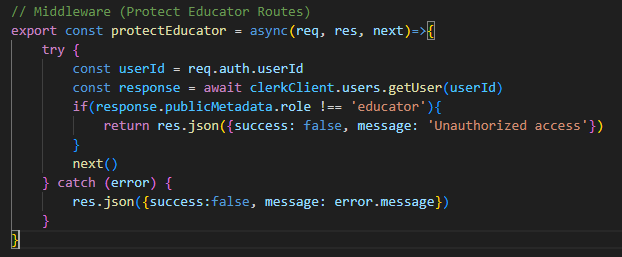 // Middleware (Protect Educator Routes)
export const protectEducator = async(req, res, next)=>{
    try {
        const userId = req.auth.userId
        const response = await clerkClient.users.getUser(userId)
        if(response.publicMetadata.role !== 'educator'){
            return res.json({success: false, message: 'Unauthorized access'})
        }
        next()
    } catch (error) {
        res.json({success:false, message: error.message})
    }
}